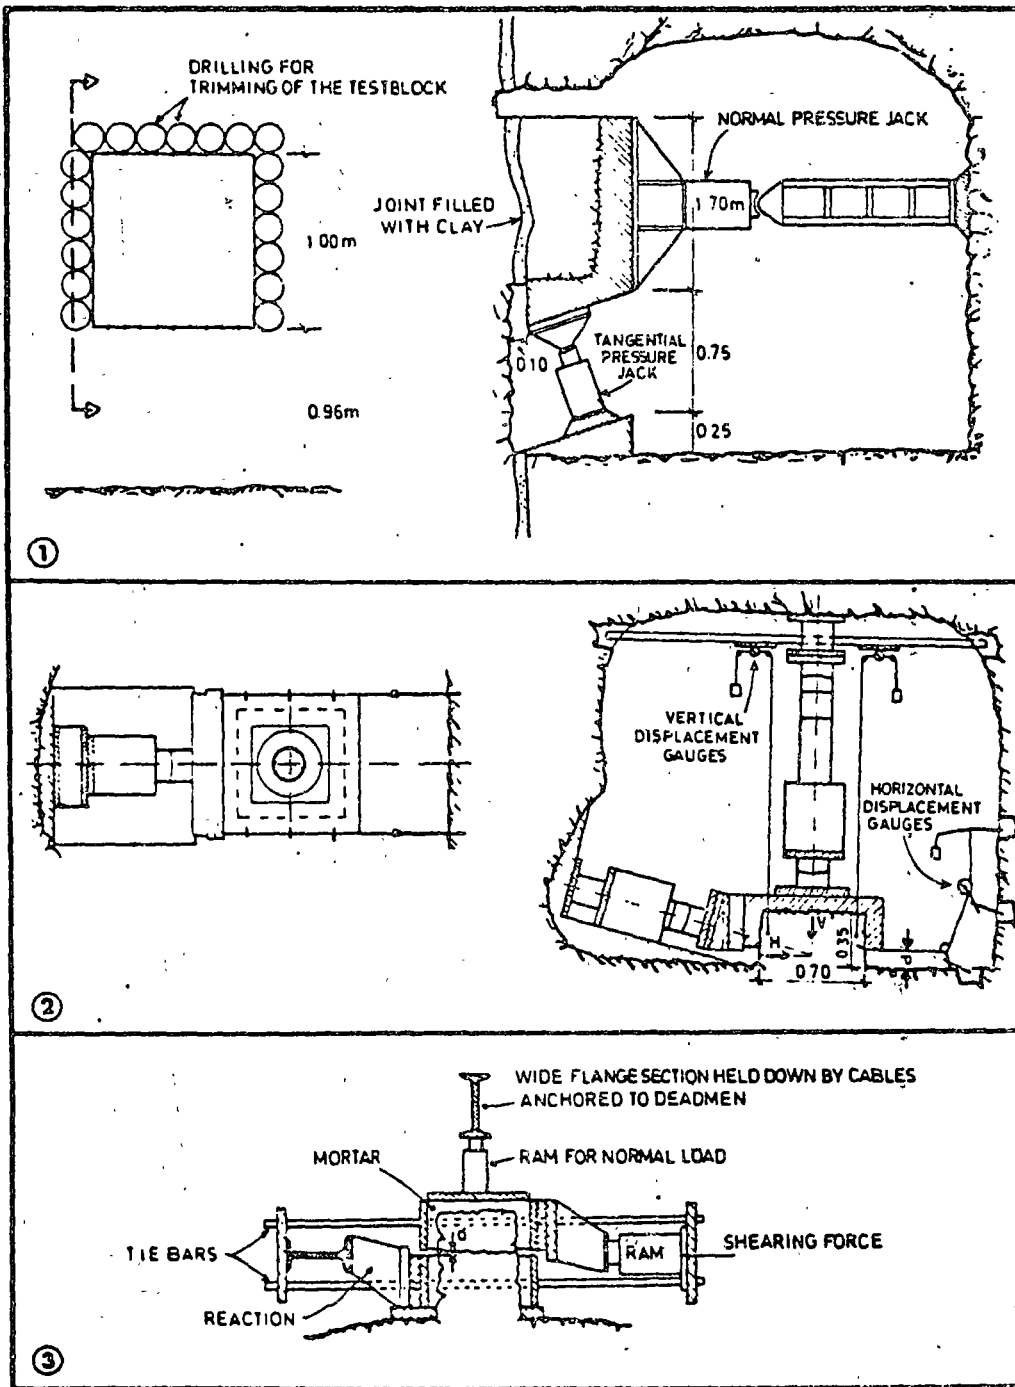 DRILLING FOR
TRIMMING OF THE TESTBLOCK
1.00m
0.96m
JOINT FILLED
WITH CLAY
NORMAL PRESSURE JACK
1.70m
0.10
TANGENTIAL
PRESSURE
JACK
0.75
0.25
1
VERTICAL
DISPLACEMENT
GAUGES
HORIZONTAL
DISPLACEMENT
GAUGES
V
H
0.35
0.70
d
2
WIDE FLANGE SECTION HELD DOWN BY CABLES
ANCHORED TO DEADMEN
MORTAR
RAM FOR NORMAL LOAD
d
TIE BARS
RAM
SHEARING FORCE
REACTION
3